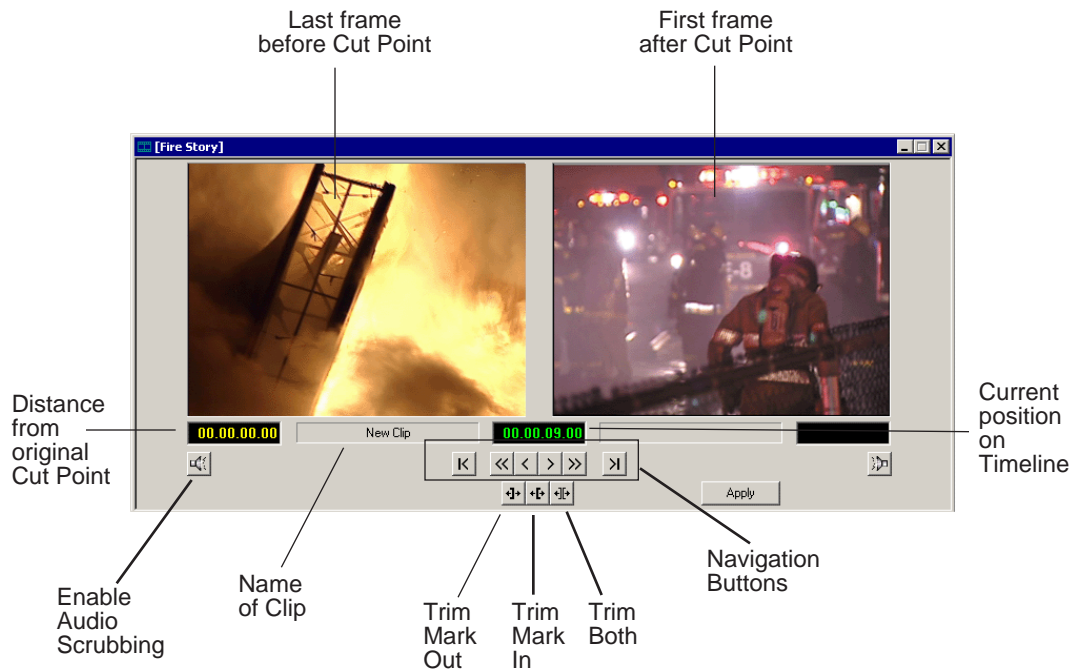 Last frame
before Cut Point
First frame
after Cut Point
[Fire Story]
E-8
Distance
from
original
Cut Point
00.00.00.00
New Clip
00.00.09.00
Current
position
on
Timeline
Apply
Enable
Audio
Scrubbing
Name
of Clip
Trim
Mark
Out
Trim
Mark
In
Trim
Both
Navigation
Buttons